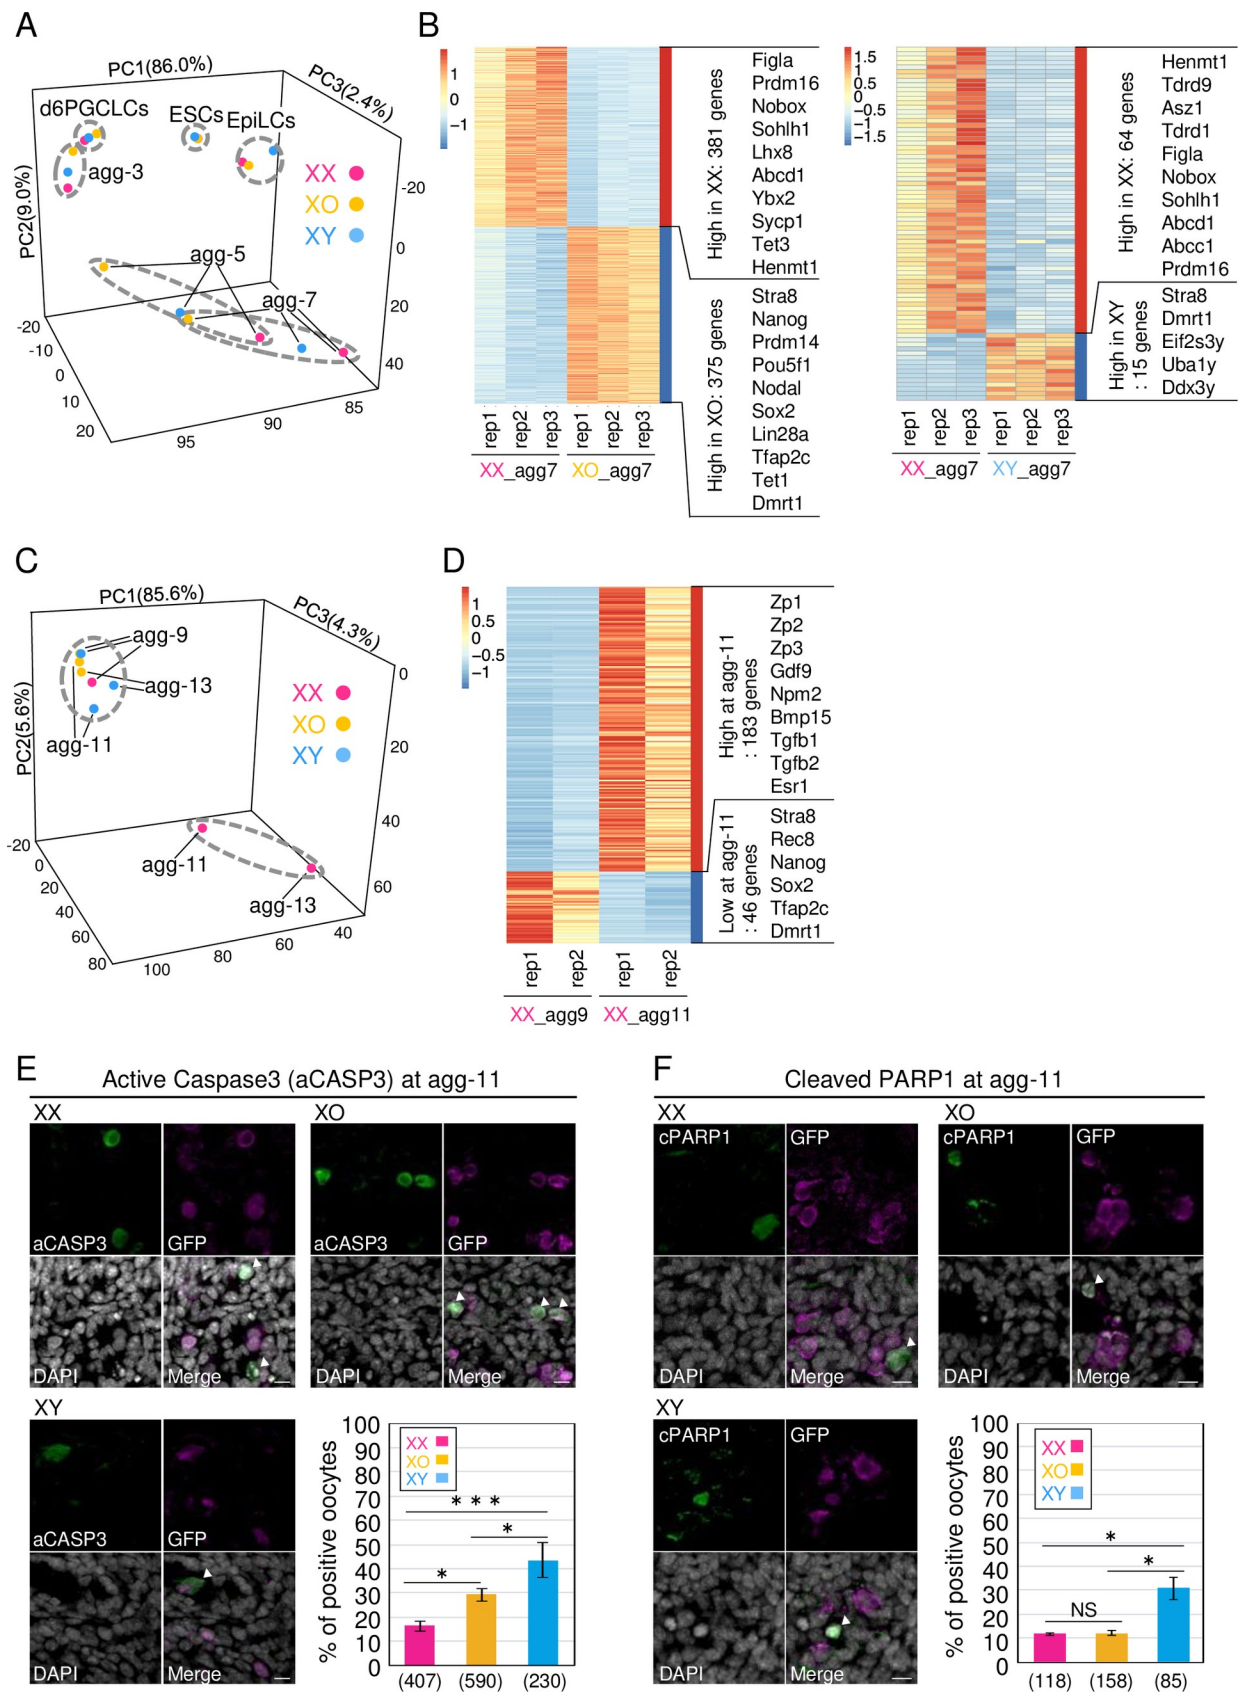 A
PC1(86.0%)
PC3(2.4%)
PC2(9.0%)
d6PGCLCs
ESCs
EpiLCs
agg-3
XX
XO
XY
agg-5
agg-7
-20
0
20
40
-20
-10
0
10
20
95
90
85
B
1
0
−1
High in XX: 381 genes
Figla
Prdm16
Nobox
Sohlh1
Lhx8
Abcd1
Ybx2
Sycp1
Tet3
Henmt1
High in XO: 375 genes
Stra8
Nanog
Prdm14
Pou5f1
Nodal
Sox2
Lin28a
Tfap2c
Tet1
Dmrt1
rep1
rep2
rep3
rep1
rep2
rep3
XX_agg7
XO_agg7
1.5
1
0.5
0
−0.5
−1
−1.5
High in XX: 64 genes
Henmt1
Tdrd9
Asz1
Tdrd1
Figla
Nobox
Sohlh1
Abcd1
Abcc1
Prdm16
High in XY
: 15 genes
Stra8
Dmrt1
Eif2s3y
Uba1y
Ddx3y
rep1
rep2
rep3
rep1
rep2
rep3
XX_agg7
XY_agg7
C
PC1(85.6%)
PC3(4.3%)
PC2(5.6%)
agg-9
agg-13
agg-11
XX
XO
XY
agg-11
agg-13
0
20
40
60
-20
0
20
40
60
80
100
80
60
40
D
1
0.5
0
−0.5
−1
High at agg-11
: 183 genes
Zp1
Zp2
Zp3
Gdf9
Npm2
Bmp15
Tgfb1
Tgfb2
Esr1
Low at agg-11
: 46 genes
Stra8
Rec8
Nanog
Sox2
Tfap2c
Dmrt1
rep1
rep2
rep1
rep2
XX_agg9
XX_agg11
E
Active Caspase3 (aCASP3) at agg-11
XX
aCASP3
GFP
DAPI
Merge
XO
aCASP3
GFP
DAPI
Merge
XY
aCASP3
GFP
DAPI
Merge
% of positive oocytes
100
90
80
70
60
50
40
30
20
10
0
XX
XO
XY
* * *
*
*
(407)
(590)
(230)
F
Cleaved PARP1 at agg-11
XX
cPARP1
GFP
DAPI
Merge
XO
cPARP1
GFP
DAPI
Merge
XY
cPARP1
GFP
DAPI
Merge
% of positive oocytes
100
90
80
70
60
50
40
30
20
10
0
XX
XO
XY
*
*
NS
(118)
(158)
(85)